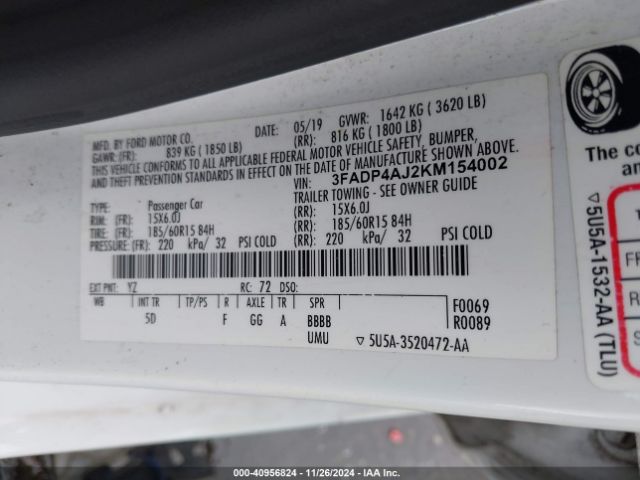 MFD. BY FORD MOTOR CO.
DATE: 05/19 GVWR: 1642 KG ( 3620 LB)
GAWR: (FR): 839 KG ( 1850 LB) (RR): 816 KG ( 1800 LB)
THIS VEHICLE CONFORMS TO ALL APPLICABLE FEDERAL MOTOR VEHICLE SAFETY, BUMPER,
AND THEFT PREVENTION STANDARDS IN EFFECT ON THE DATE OF MANUFACTURE SHOWN ABOVE.
VIN: 3FADP4AJ2KM154002
TYPE: Passenger Car TRAILER TOWING - SEE OWNER GUIDE
RIM: (FR): 15X6.0J (RR): 15X6.0J
TIRE: (FR): 185/60R15 84H (RR): 185/60R15 84H
PRESSURE: (FR): 220 kPa/ 32 PSI COLD (RR): 220 kPa/ 32 PSI COLD
EXT PNT: YZ RC: 72 DSO:
WB INT TR TP/PS R AXLE TR SPR
5D F GG A BBBB
UMU
F0069
R0089
5U5A-3520472-AA
The co
an
5U5A-1532-AA (TLU)
FR
R
S
000-40956824 - 11/26/2024 - IAA Inc.